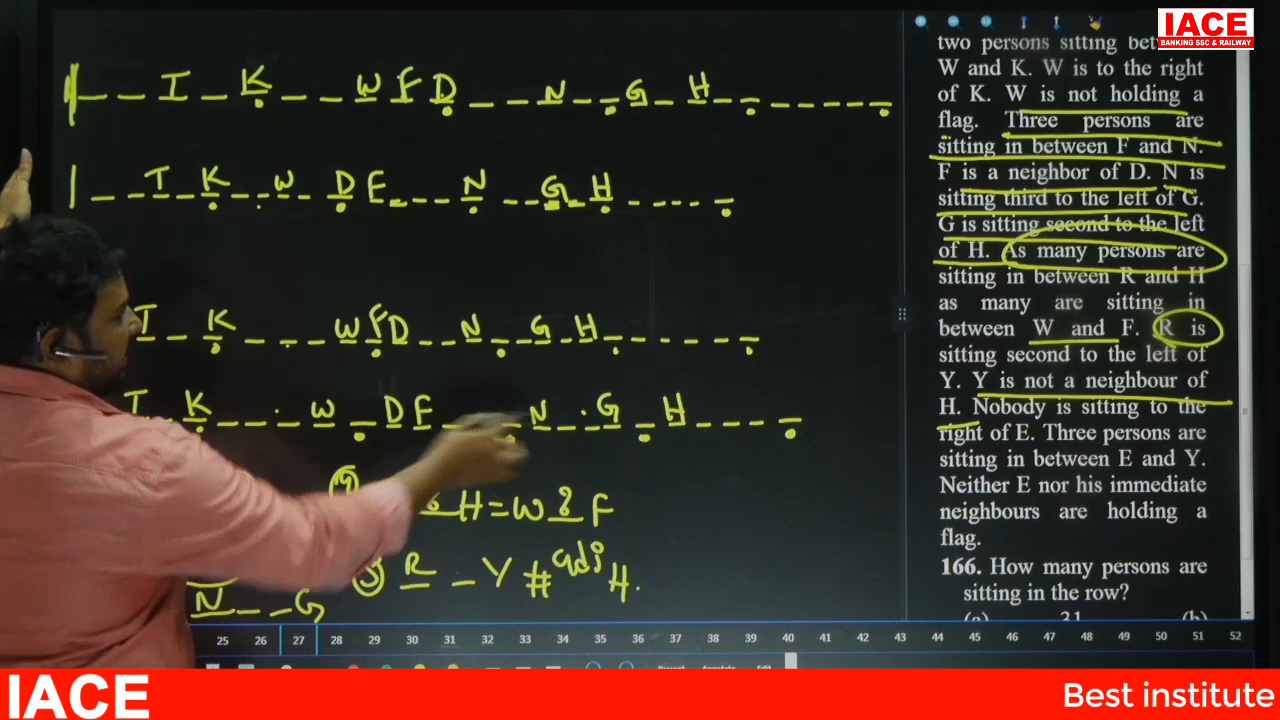 IACE
BANKING SSC & RAILWAY
T K W F D N G H
T K W D F N G H
T K W F D N G H
T K W D F N G H
H = W ? F
R _ Y # adj H.
N _ _ G
two persons sitting
W and K. W is to the right
of K. W is not holding a
flag. Three persons are
sitting in between F and N.
F is a neighbor of D. N is
sitting third to the left of G.
G is sitting second to the left
of H. As many persons are
sitting in between R and H
as many are sitting in
between W and F. R is
sitting second to the left of
Y. Y is not a neighbour of
H. Nobody is sitting to the
right of E. Three persons are
sitting in between E and Y.
Neither E nor his immediate
neighbours are holding a
flag.
166. How many persons are
sitting in the row?
25 26 27 28 29 30 31 32 33 34 35 36 37 38 39 40 41 42 43 44 45 46 47 48 49 50 51 52
IACE
Best institute